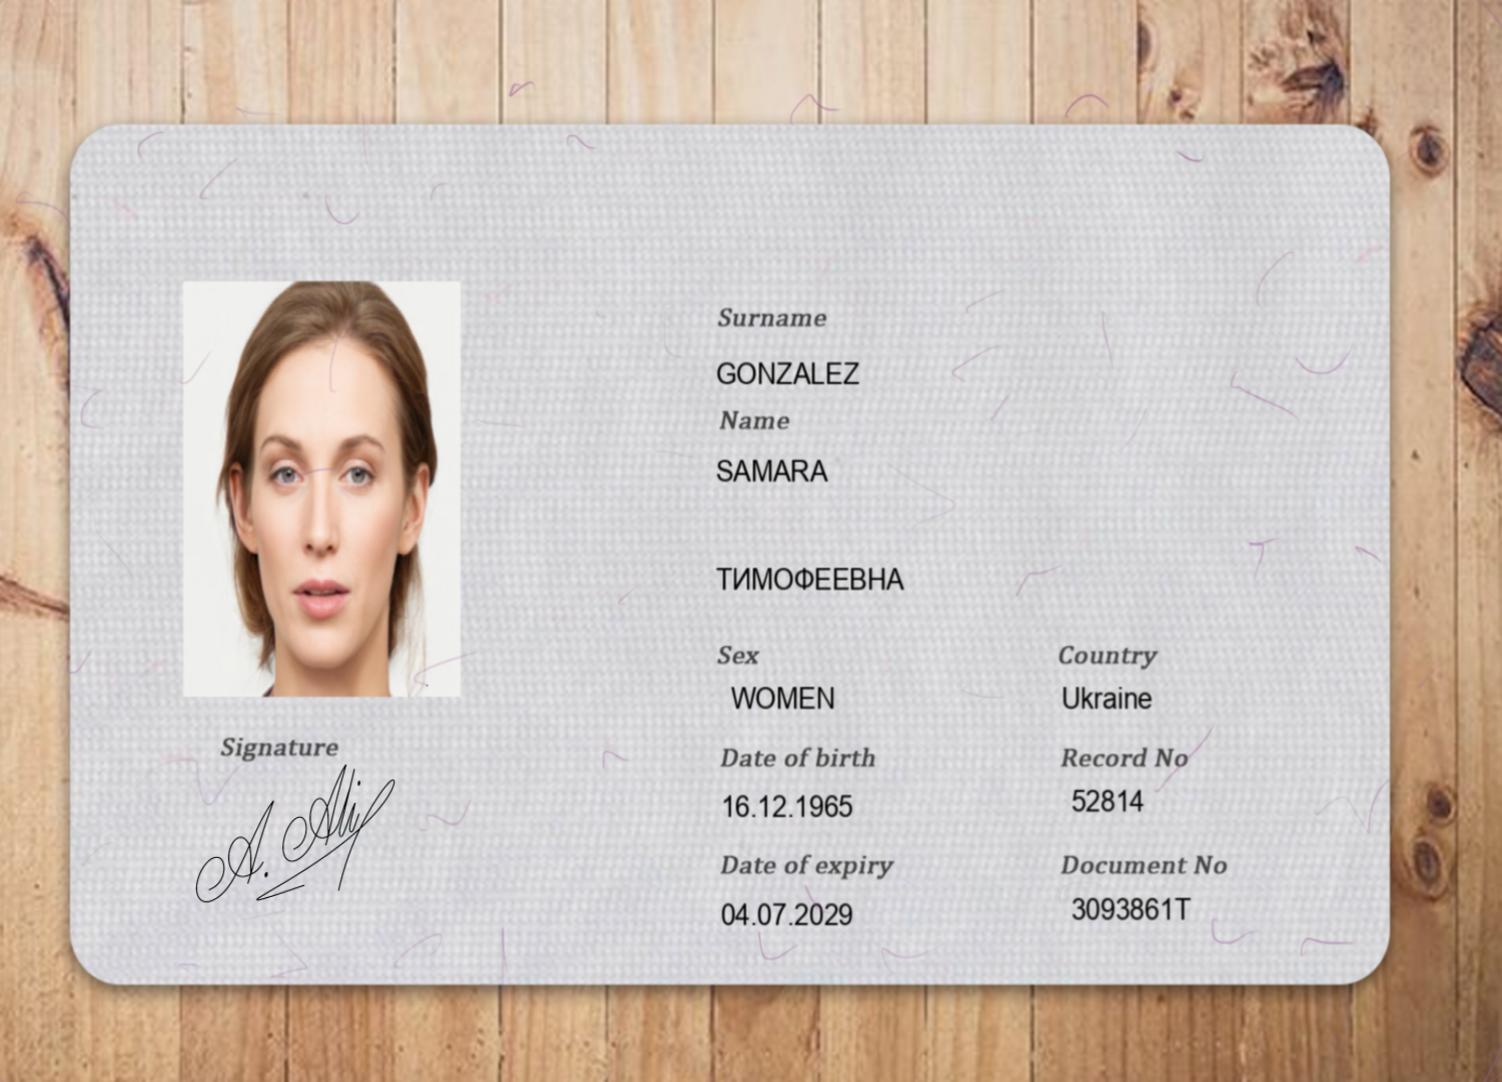 Surname
GONZALEZ
Name
SAMARA
ТИМОФЕЕВНА
Sex
WOMEN
Country
Ukraine
Date of birth
16.12.1965
Record No
52814
Date of expiry
04.07.2029
Document No
3093861T
Signature
A. Ali